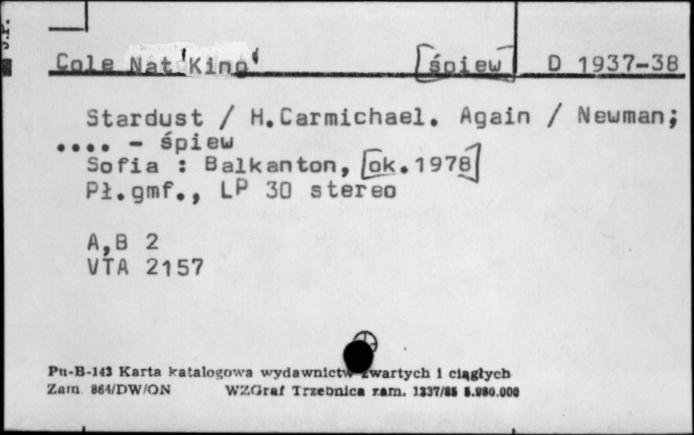 Cole Nat "King" [śpiew] D 1937-38
Stardust / H.Carmichael. Again / Newman;
.... - śpiew
Sofia : Balkanton, [ok.1978]
Pł.gmf., LP 30 stereo
A,B 2
VTA 2157
Pu-B-143 Karta katalogowa wydawnictw zwartych i ciągłych
Zam. 864/DW/ON WZGraf Trzebnica zam. 1337/85 5.980.000